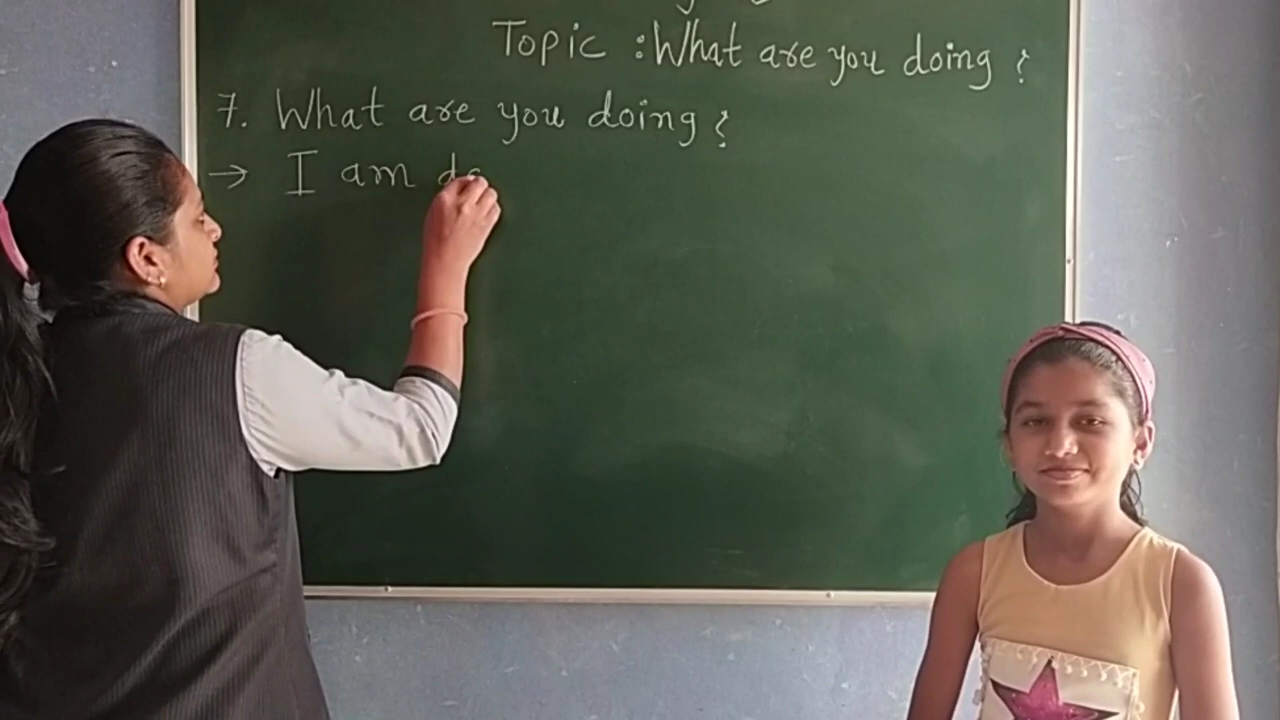 Topic : What are you doing ?
7. What are you doing ?
→ I am